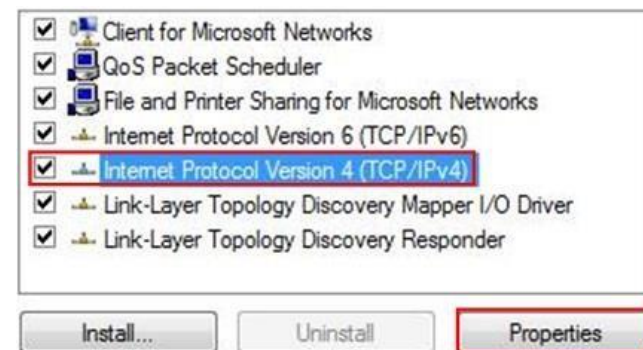 Client for Microsoft Networks
QoS Packet Scheduler
File and Printer Sharing for Microsoft Networks
Internet Protocol Version 6 (TCP/IPv6)
Internet Protocol Version 4 (TCP/IPv4)
Link-Layer Topology Discovery Mapper I/O Driver
Link-Layer Topology Discovery Responder
Install... Uninstall Properties